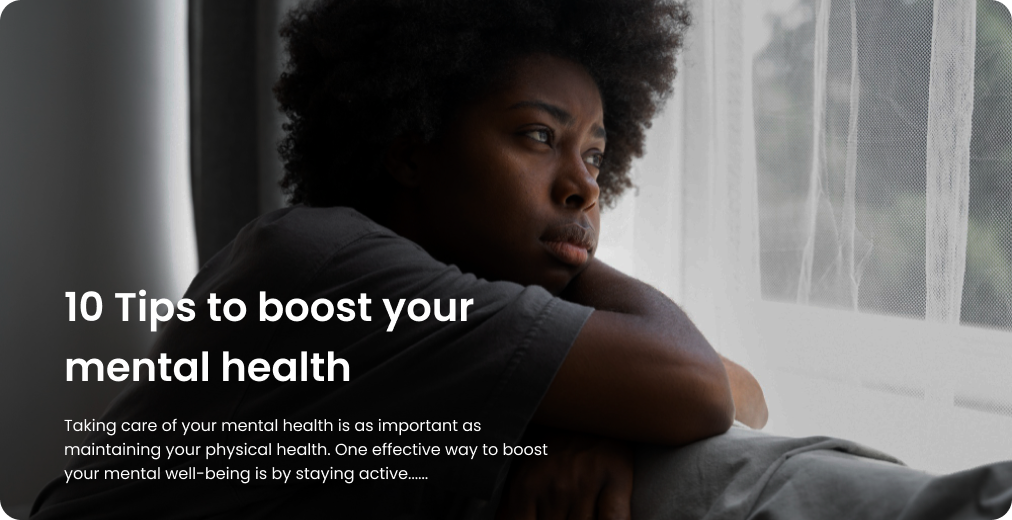 10 Tips to boost your
mental health
Taking care of your mental health is as important as
maintaining your physical health. One effective way to boost
your mental well-being is by staying active......